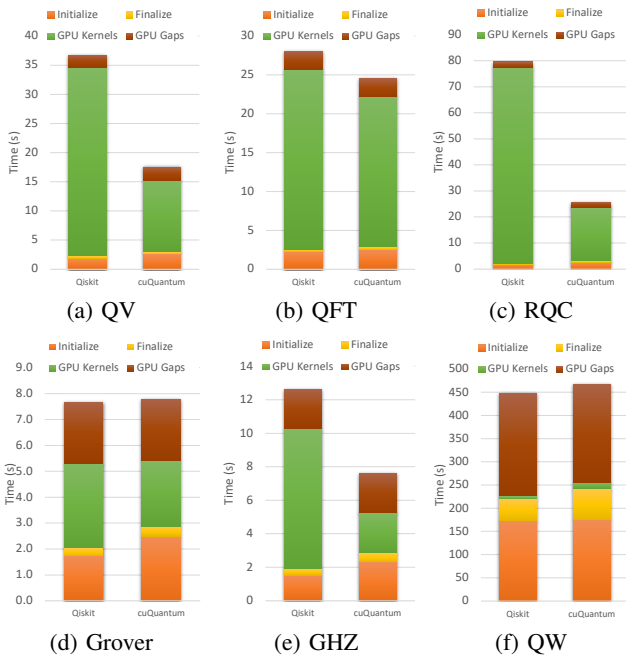 Initialize Finalize
GPU Kernels GPU Gaps
Time (s)
40
35
30
25
20
15
10
5
0
Qiskit cuQuantum
(a) QV
Initialize Finalize
GPU Kernels GPU Gaps
Time (s)
30
25
20
15
10
5
0
Qiskit cuQuantum
(b) QFT
Initialize Finalize
GPU Kernels GPU Gaps
Time (s)
90
80
70
60
50
40
30
20
10
0
Qiskit cuQuantum
(c) RQC
Initialize Finalize
GPU Kernels GPU Gaps
Time (s)
9.0
8.0
7.0
6.0
5.0
4.0
3.0
2.0
1.0
0.0
Qiskit cuQuantum
(d) Grover
Initialize Finalize
GPU Kernels GPU Gaps
Time (s)
14
12
10
8
6
4
2
0
Qiskit cuQuantum
(e) GHZ
Initialize Finalize
GPU Kernels GPU Gaps
Time (s)
500
450
400
350
300
250
200
150
100
50
0
Qiskit cuQuantum
(f) QW